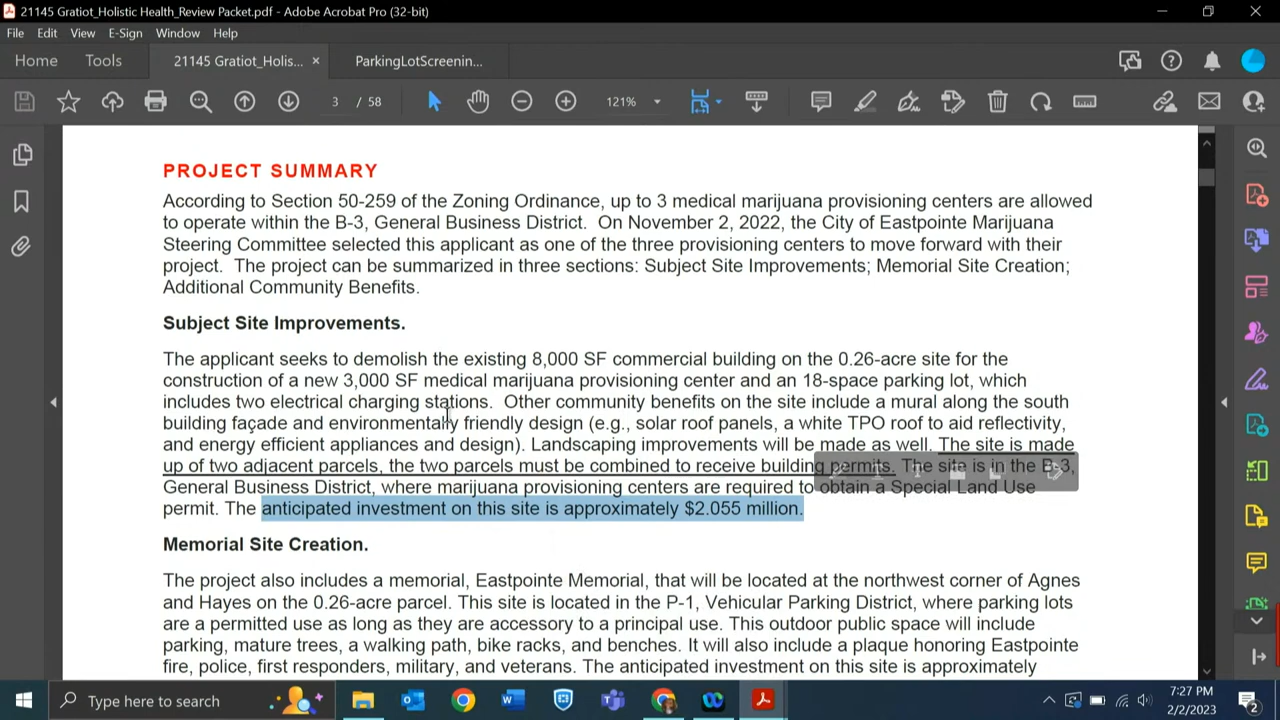 21145 Gratiot_Holistic Health_Review Packet.pdf - Adobe Acrobat Pro (32-bit)
File Edit View E-Sign Window Help
Home Tools 21145 Gratiot_Holis... × ParkingLotScreenin...
3 / 58 121%
PROJECT SUMMARY
According to Section 50-259 of the Zoning Ordinance, up to 3 medical marijuana provisioning centers are allowed
to operate within the B-3, General Business District. On November 2, 2022, the City of Eastpointe Marijuana
Steering Committee selected this applicant as one of the three provisioning centers to move forward with their
project. The project can be summarized in three sections: Subject Site Improvements; Memorial Site Creation;
Additional Community Benefits.
Subject Site Improvements.
The applicant seeks to demolish the existing 8,000 SF commercial building on the 0.26-acre site for the
construction of a new 3,000 SF medical marijuana provisioning center and an 18-space parking lot, which
includes two electrical charging stations. Other community benefits on the site include a mural along the south
building façade and environmentally friendly design (e.g., solar roof panels, a white TPO roof to aid reflectivity,
and energy efficient appliances and design). Landscaping improvements will be made as well. The site is made
up of two adjacent parcels, the two parcels must be combined to receive building permits. The site is in the B-3,
General Business District, where marijuana provisioning centers are required to obtain a Special Land Use
permit. The anticipated investment on this site is approximately $2.055 million.
Memorial Site Creation.
The project also includes a memorial, Eastpointe Memorial, that will be located at the northwest corner of Agnes
and Hayes on the 0.26-acre parcel. This site is located in the P-1, Vehicular Parking District, where parking lots
are a permitted use as long as they are accessory to a principal use. This outdoor public space will include
parking, mature trees, a walking path, bike racks, and benches. It will also include a plaque honoring Eastpointe
fire, police, first responders, military, and veterans. The anticipated investment on this site is approximately
Type here to search
7:27 PM
2/2/2023
2